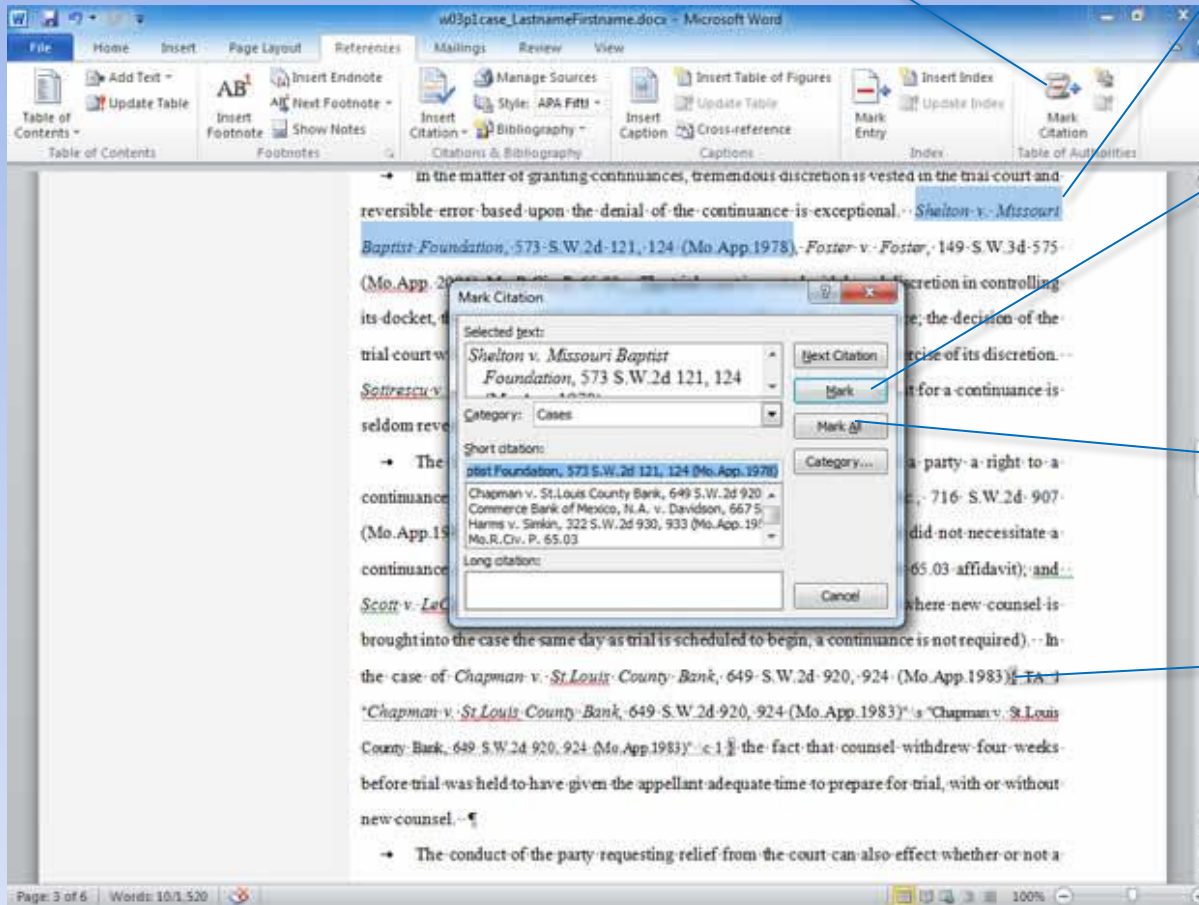 w03p1case_LastnameFirstname.docx - Microsoft Word
File Home Insert Page Layout References Mailings Review View
Table of Contents
Add Text
Update Table
Table of Contents
AB1
Insert Footnote
Insert Endnote
Next Footnote
Show Notes
Footnotes
Insert Citation
Manage Sources
Style: APA Fifth
Bibliography
Citations & Bibliography
Insert Caption
Insert Table of Figures
Update Table
Cross-reference
Captions
Mark Entry
Insert Index
Update Index
Index
Mark Citation
Table of Authorities
In the matter of granting continuances, tremendous discretion is vested in the trial court and
reversible error based upon the denial of the continuance is exceptional. Shelton v. Missouri
Baptist Foundation, 573 S.W.2d 121, 124 (Mo.App.1978), Foster v. Foster, 149 S.W.3d 575
(Mo.App. 20 cretion in controlling
its docket, e; the decision of the
trial court w rcise of its discretion.
Sotirescu v. t for a continuance is
seldom reve
The a party a right to a
continuance ., 716 S.W.2d 907
(Mo.App.19 did not necessitate a
continuance 65.03 affidavit); and
Scott v. LeC here new counsel is
brought into the case the same day as trial is scheduled to begin, a continuance is not required). In
the case of Chapman v. St.Louis County Bank, 649 S.W.2d 920, 924 (Mo.App.1983){ TA \l
"Chapman v. St.Louis County Bank, 649 S.W.2d 920, 924 (Mo.App.1983)" \s "Chapman v. St.Louis
County Bank, 649 S.W.2d 920, 924 (Mo.App.1983)" \c 1 } the fact that counsel withdrew four weeks
before trial was held to have given the appellant adequate time to prepare for trial, with or without
new counsel. ¶
The conduct of the party requesting relief from the court can also effect whether or not a
Mark Citation
Selected text:
Shelton v. Missouri Baptist
Foundation, 573 S.W.2d 121, 124
Category: Cases
Short citation:
ptist Foundation, 573 S.W.2d 121, 124 (Mo.App.1978)
Chapman v. St.Louis County Bank, 649 S.W.2d 920
Commerce Bank of Mexico, N.A. v. Davidson, 667 S
Harms v. Simkin, 322 S.W.2d 930, 933 (Mo.App.19
Mo.R.Civ. P. 65.03
Long citation:
Next Citation
Mark
Mark All
Category...
Cancel
Page: 3 of 6 Words: 10/1,520 100%